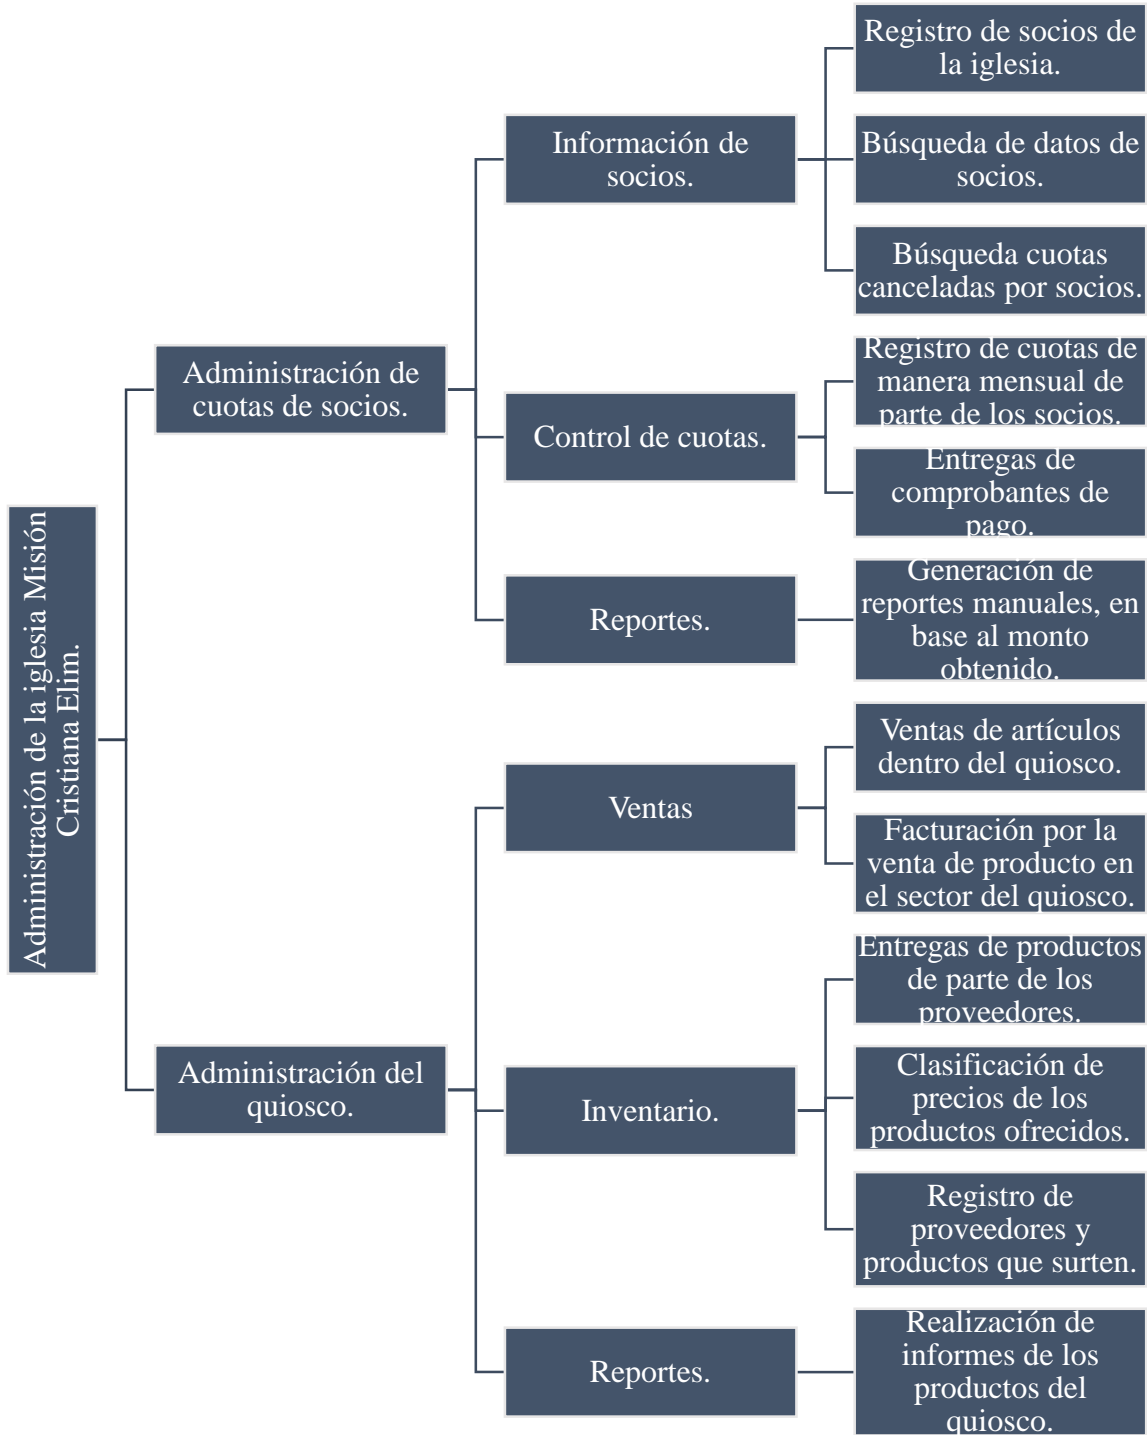 Administración de la iglesia Misión
Cristiana Elim.
Administración de
cuotas de socios.
Información de
socios.
Registro de socios de
la iglesia.
Búsqueda de datos de
socios.
Búsqueda cuotas
canceladas por socios.
Control de cuotas.
Registro de cuotas de
manera mensual de
parte de los socios.
Entregas de
comprobantes de
pago.
Reportes.
Generación de
reportes manuales, en
base al monto
obtenido.
Administración del
quiosco.
Ventas
Ventas de artículos
dentro del quiosco.
Facturación por la
venta de producto en
el sector del quiosco.
Inventario.
Entregas de productos
de parte de los
proveedores.
Clasificación de
precios de los
productos ofrecidos.
Registro de
proveedores y
productos que surten.
Reportes.
Realización de
informes de los
productos del
quiosco.